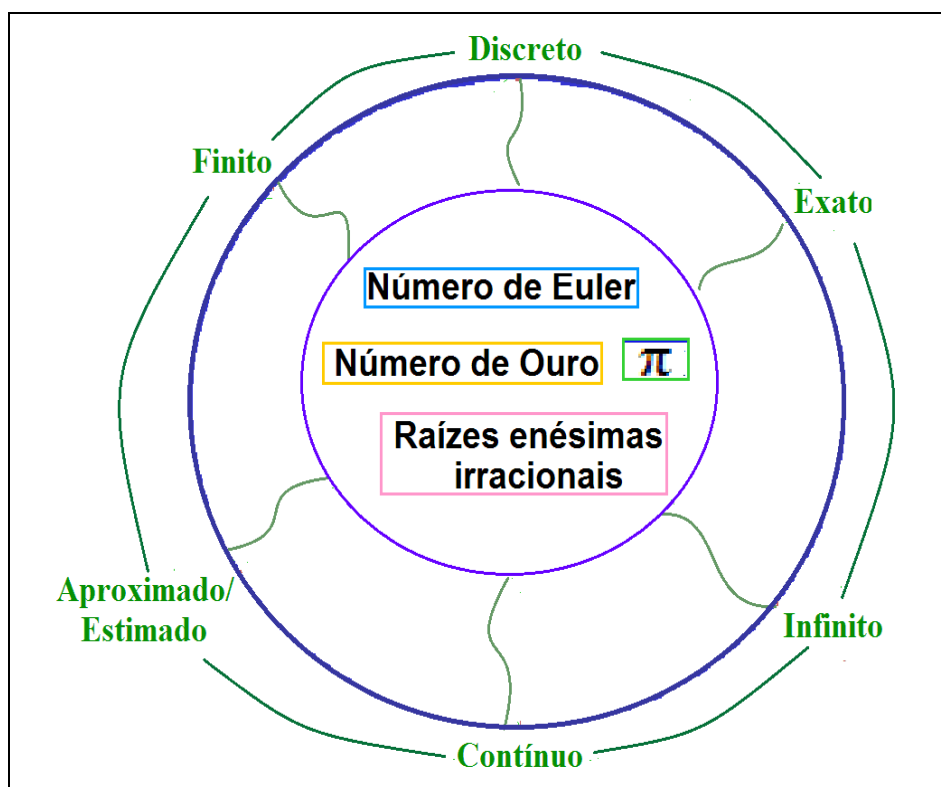 Discreto
Finito
Exato
Número de Euler
Número de Ouro
π
Raízes enésimas
irracionais
Aproximado/
Estimado
Infinito
Contínuo